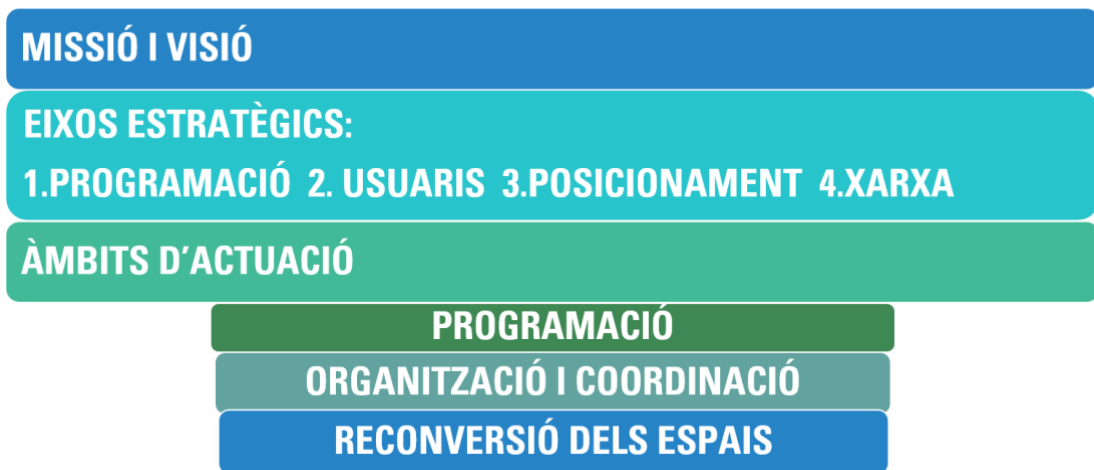 MISSIÓ I VISIÓ
EIXOS ESTRATÈGICS:
1.PROGRAMACIÓ 2. USUARIS 3.POSICIONAMENT 4.XARXA
ÀMBITS D’ACTUACIÓ
PROGRAMACIÓ
ORGANITZACIÓ I COORDINACIÓ
RECONVERSIÓ DELS ESPAIS